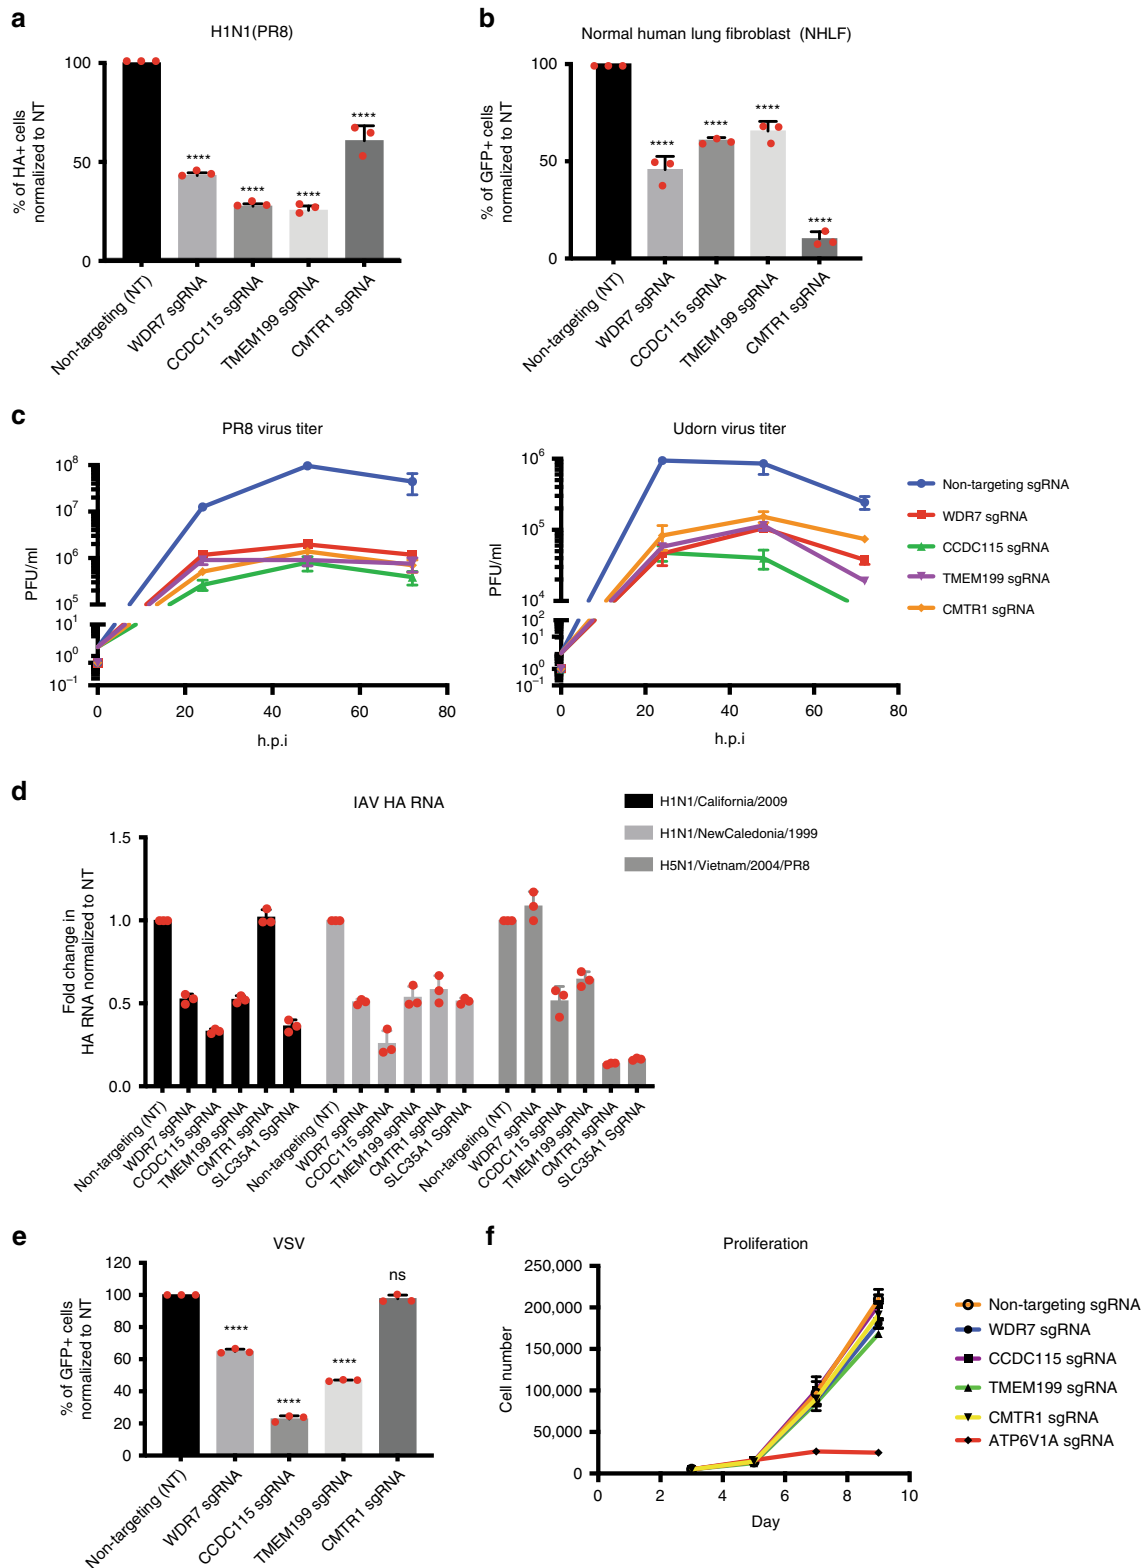 a
H1N1(PR8)
% of HA+ cells
normalized to NT
100
50
0
****
****
****
****
Non-targeting (NT)
WDR7 sgRNA
CCDC115 sgRNA
TMEM199 sgRNA
CMTR1 sgRNA
b
Normal human lung fibroblast (NHLF)
% of GFP+ cells
normalized to NT
100
50
0
****
****
****
****
Non-targeting (NT)
WDR7 sgRNA
CCDC115 sgRNA
TMEM199 sgRNA
CMTR1 sgRNA
c
PR8 virus titer
PFU/ml
10⁸
10⁷
10⁶
10⁵
10¹
10⁰
10⁻¹
0
20
40
60
80
h.p.i
Udorn virus titer
PFU/ml
10⁶
10⁵
10⁴
10²
10¹
10⁰
10⁻¹
0
20
40
60
80
h.p.i
Non-targeting sgRNA
WDR7 sgRNA
CCDC115 sgRNA
TMEM199 sgRNA
CMTR1 sgRNA
d
IAV HA RNA
Fold change in
HA RNA normalized to NT
1.5
1.0
0.5
0.0
H1N1/California/2009
H1N1/NewCaledonia/1999
H5N1/Vietnam/2004/PR8
Non-targeting (NT)
WDR7 sgRNA
CCDC115 sgRNA
TMEM199 sgRNA
CMTR1 sgRNA
SLC35A1 SgRNA
Non-targeting (NT)
WDR7 sgRNA
CCDC115 sgRNA
TMEM199 sgRNA
CMTR1 sgRNA
SLC35A1 SgRNA
Non-targeting (NT)
WDR7 sgRNA
CCDC115 sgRNA
TMEM199 sgRNA
CMTR1 sgRNA
SLC35A1 SgRNA
e
VSV
% of GFP+ cells
normalized to NT
120
100
80
60
40
20
0
****
****
****
ns
Non-targeting (NT)
WDR7 sgRNA
CCDC115 sgRNA
TMEM199 sgRNA
CMTR1 sgRNA
f
Proliferation
Cell number
250,000
200,000
150,000
100,000
50,000
0
0
2
4
6
8
10
Day
Non-targeting sgRNA
WDR7 sgRNA
CCDC115 sgRNA
TMEM199 sgRNA
CMTR1 sgRNA
ATP6V1A sgRNA